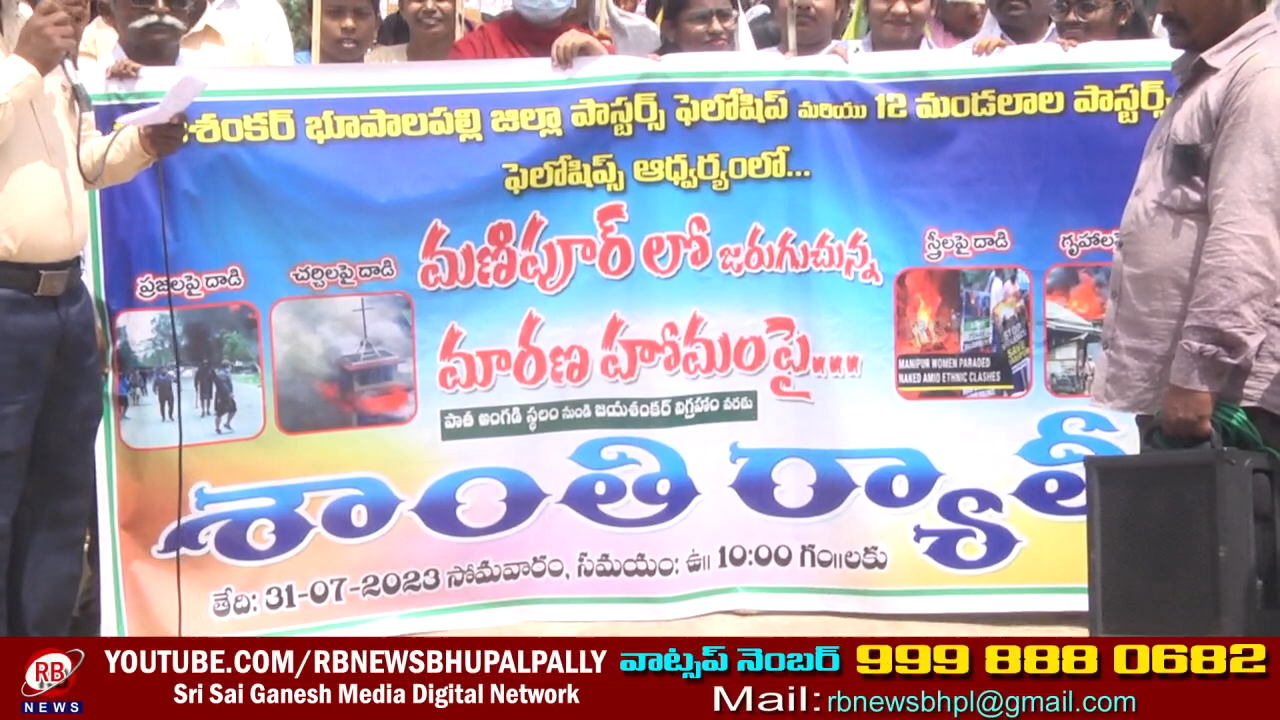 శంకర్ భూపాలపల్లి జిల్లా పాస్టర్స్ ఫెలోషిప్ మరియు 12 మండలాల పాస్టర్స్
ఫెలోషిప్స్ ఆధ్వర్యంలో...
మణిపూర్ లో జరుగుచున్న
మారణ హోమంపై...
ప్రజలపై దాడి
చర్చిలపై దాడి
స్త్రీలపై దాడి
MANIPUR WOMEN PARADED
NAKED AMID ETHNIC CLASHES
పాత అంగడి స్థలం నుండి జయశంకర్ విగ్రహం వరకు
శాంతి ర్యాలీ
తేది: 31-07-2023 సోమవారం, సమయం: ఉ॥ 10:00 గం॥లకు
RB
NEWS
YOUTUBE.COM/RBNEWSBHUPALPALLY
Sri Sai Ganesh Media Digital Network
వాట్సప్ నెంబర్ 999 888 0682
Mail: rbnewsbhpl@gmail.com